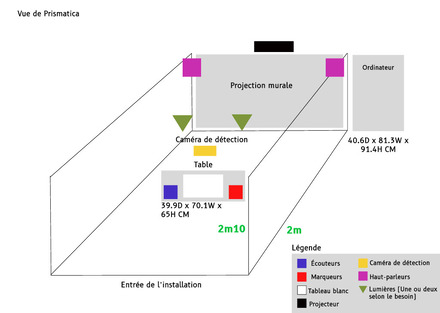 Vue de Prismatica
Projection murale
Ordinateur
Caméra de détection
40.6D x 81.3W x
91.4H CM
Table
39.9D x 70.1W x
65H CM
2m10
2m
Entrée de l'installation
Légende
Écouteurs
Caméra de détection
Marqueurs
Haut-parleurs
Tableau blanc
Lumières (Une ou deux
selon le besoin)
Projecteur